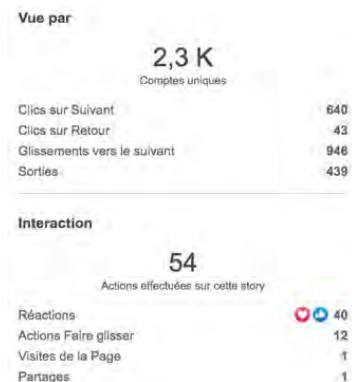 Vue par
2,3 K
Comptes uniques
Clics sur Suivant 640
Clics sur Retour 43
Glissements vers le suivant 946
Sorties 439
Interaction
54
Actions effectuées sur cette story
Réactions 40
Actions Faire glisser 12
Visites de la Page 1
Partages 1